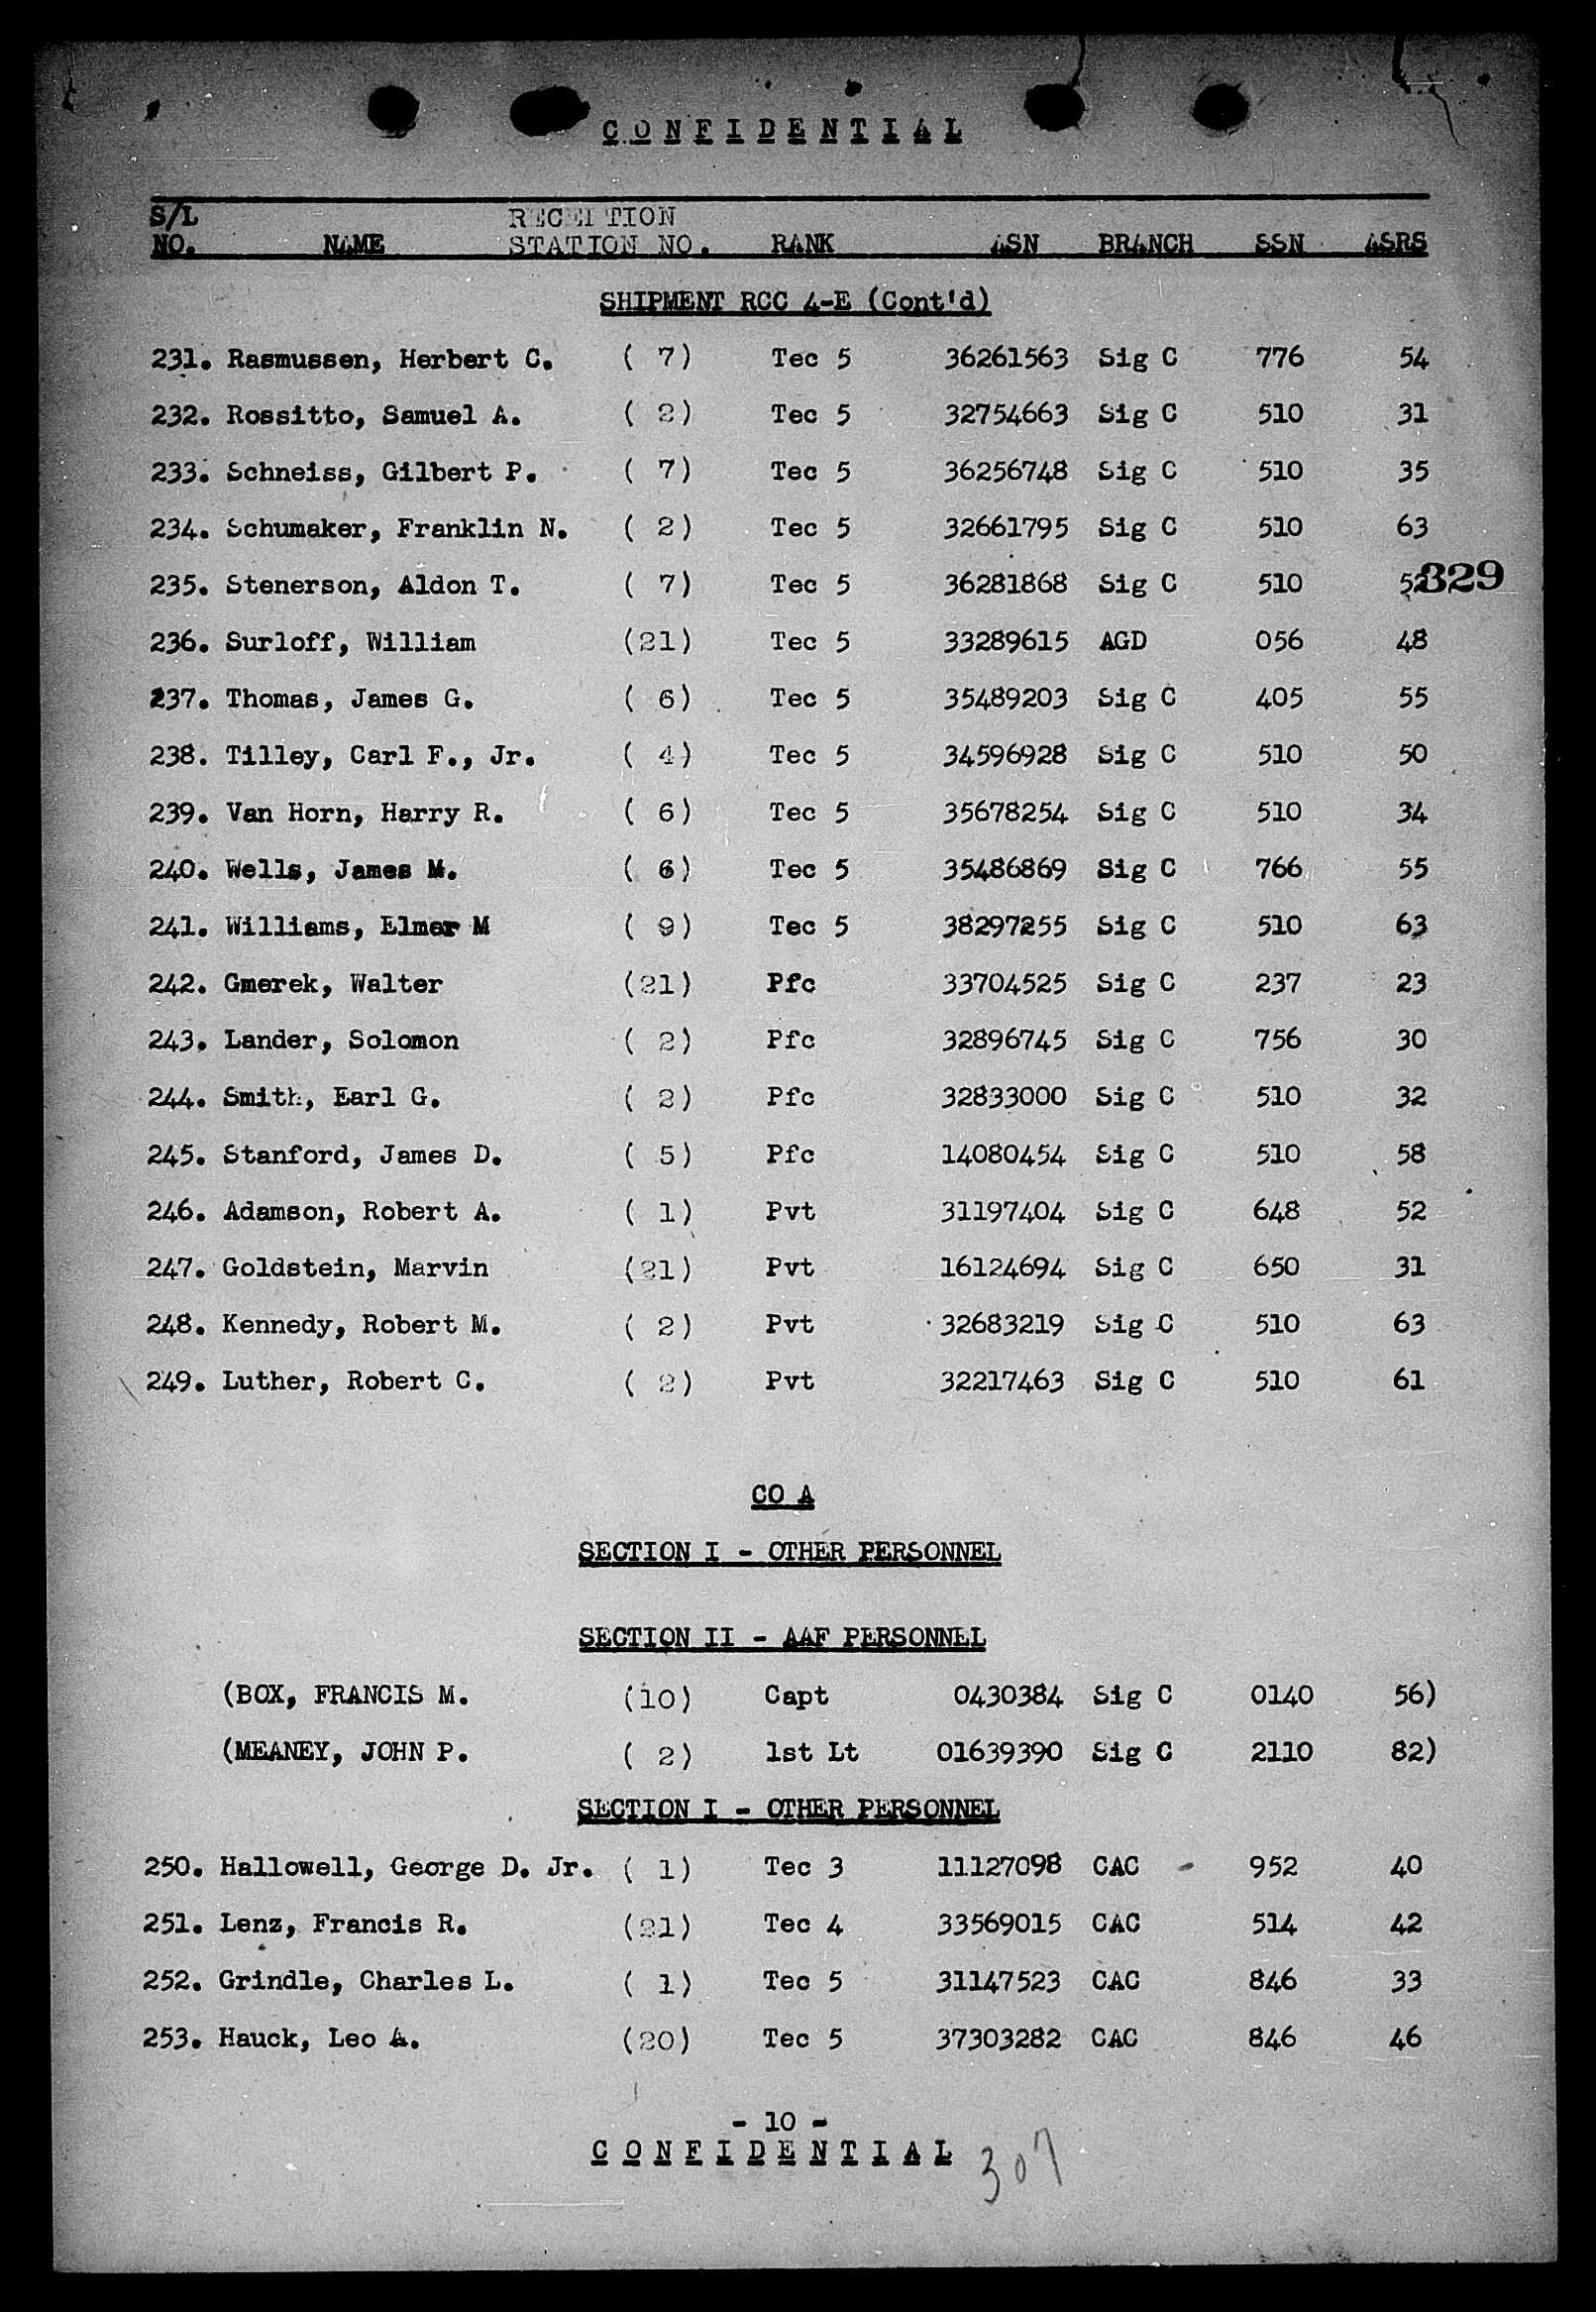 CONFIDENTIAL
S/L RECEPTION
NO. NAME STATION NO. RANK ASN BRANCH SSN ASRS
SHIPMENT RCC 4-E (Cont'd)
231. Rasmussen, Herbert C. ( 7) Tec 5 36261563 Sig C 776 54
232. Rossitto, Samuel A. ( 2) Tec 5 32754663 Sig C 510 31
233. Schneiss, Gilbert P. ( 7) Tec 5 36256748 Sig C 510 35
234. Schumaker, Franklin N. ( 2) Tec 5 32661795 Sig C 510 63
235. Stenerson, Aldon T. ( 7) Tec 5 36281868 Sig C 510 329
236. Surloff, William (21) Tec 5 33289615 AGD 056 48
237. Thomas, James G. ( 6) Tec 5 35489203 Sig C 405 55
238. Tilley, Carl F., Jr. ( 4) Tec 5 34596928 Sig C 510 50
239. Van Horn, Harry R. ( 6) Tec 5 35678254 Sig C 510 34
240. Wells, James M. ( 6) Tec 5 35486869 Sig C 766 55
241. Williams, Elmer M ( 9) Tec 5 38297255 Sig C 510 63
242. Gmerek, Walter (21) Pfc 33704525 Sig C 237 23
243. Lander, Solomon ( 2) Pfc 32896745 Sig C 756 30
244. Smith, Earl G. ( 2) Pfc 32833000 Sig C 510 32
245. Stanford, James D. ( 5) Pfc 14080454 Sig C 510 58
246. Adamson, Robert A. ( 1) Pvt 31197404 Sig C 648 52
247. Goldstein, Marvin (21) Pvt 16124694 Sig C 650 31
248. Kennedy, Robert M. ( 2) Pvt 32683219 Sig C 510 63
249. Luther, Robert C. ( 2) Pvt 32217463 Sig C 510 61
CO A
SECTION I - OTHER PERSONNEL
SECTION II - AAF PERSONNEL
(BOX, FRANCIS M. (10) Capt 0430384 Sig C 0140 56)
(MEANEY, JOHN P. ( 2) 1st Lt 01639390 Sig C 2110 82)
SECTION I - OTHER PERSONNEL
250. Hallowell, George D. Jr. ( 1) Tec 3 11127098 CAC 952 40
251. Lenz, Francis R. (21) Tec 4 33569015 CAC 514 42
252. Grindle, Charles L. ( 1) Tec 5 31147523 CAC 846 33
253. Hauck, Leo A. (20) Tec 5 37303282 CAC 846 46
- 10 -
CONFIDENTIAL
307